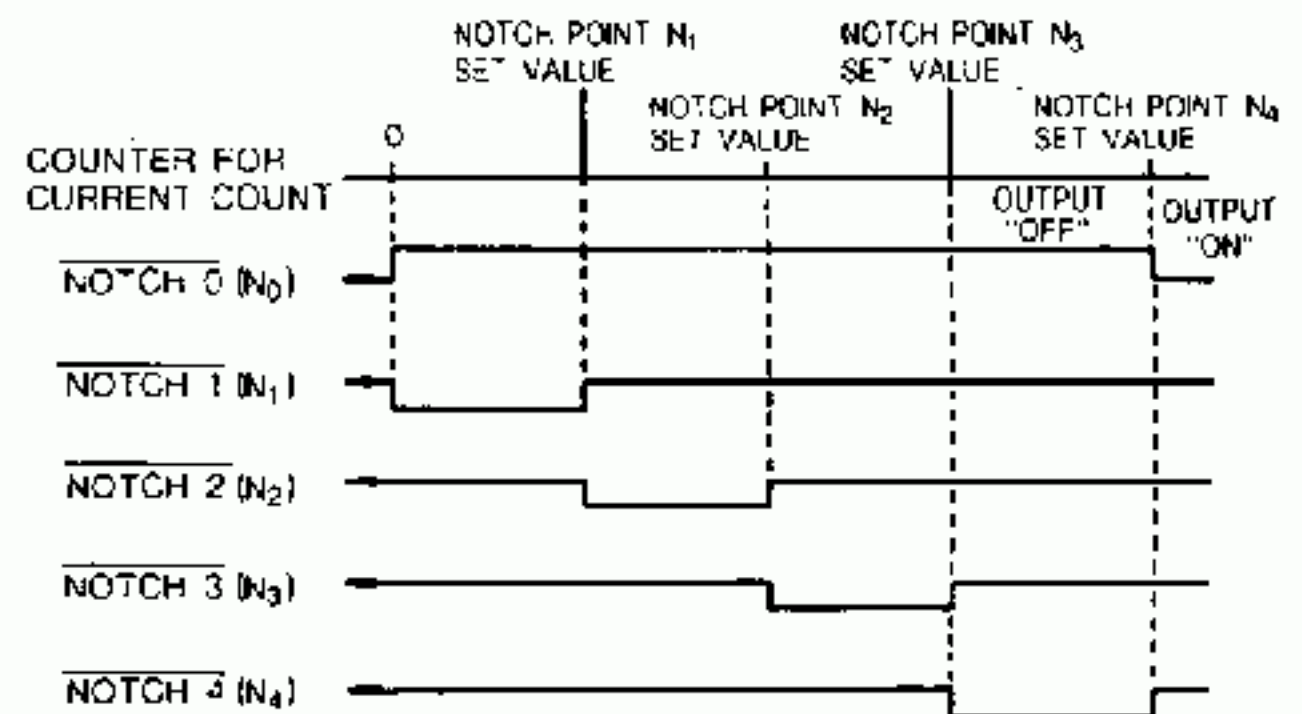 NOTCH POINT N₁
SET VALUE
NOTCH POINT N₃
SET VALUE
NOTCH POINT N₂
SET VALUE
NOTCH POINT N₄
SET VALUE
0
COUNTER FOR
CURRENT COUNT
OUTPUT
"OFF"
OUTPUT
"ON"
NOTCH 0 (N₀)
NOTCH 1 (N₁)
NOTCH 2 (N₂)
NOTCH 3 (N₃)
NOTCH 4 (N₄)